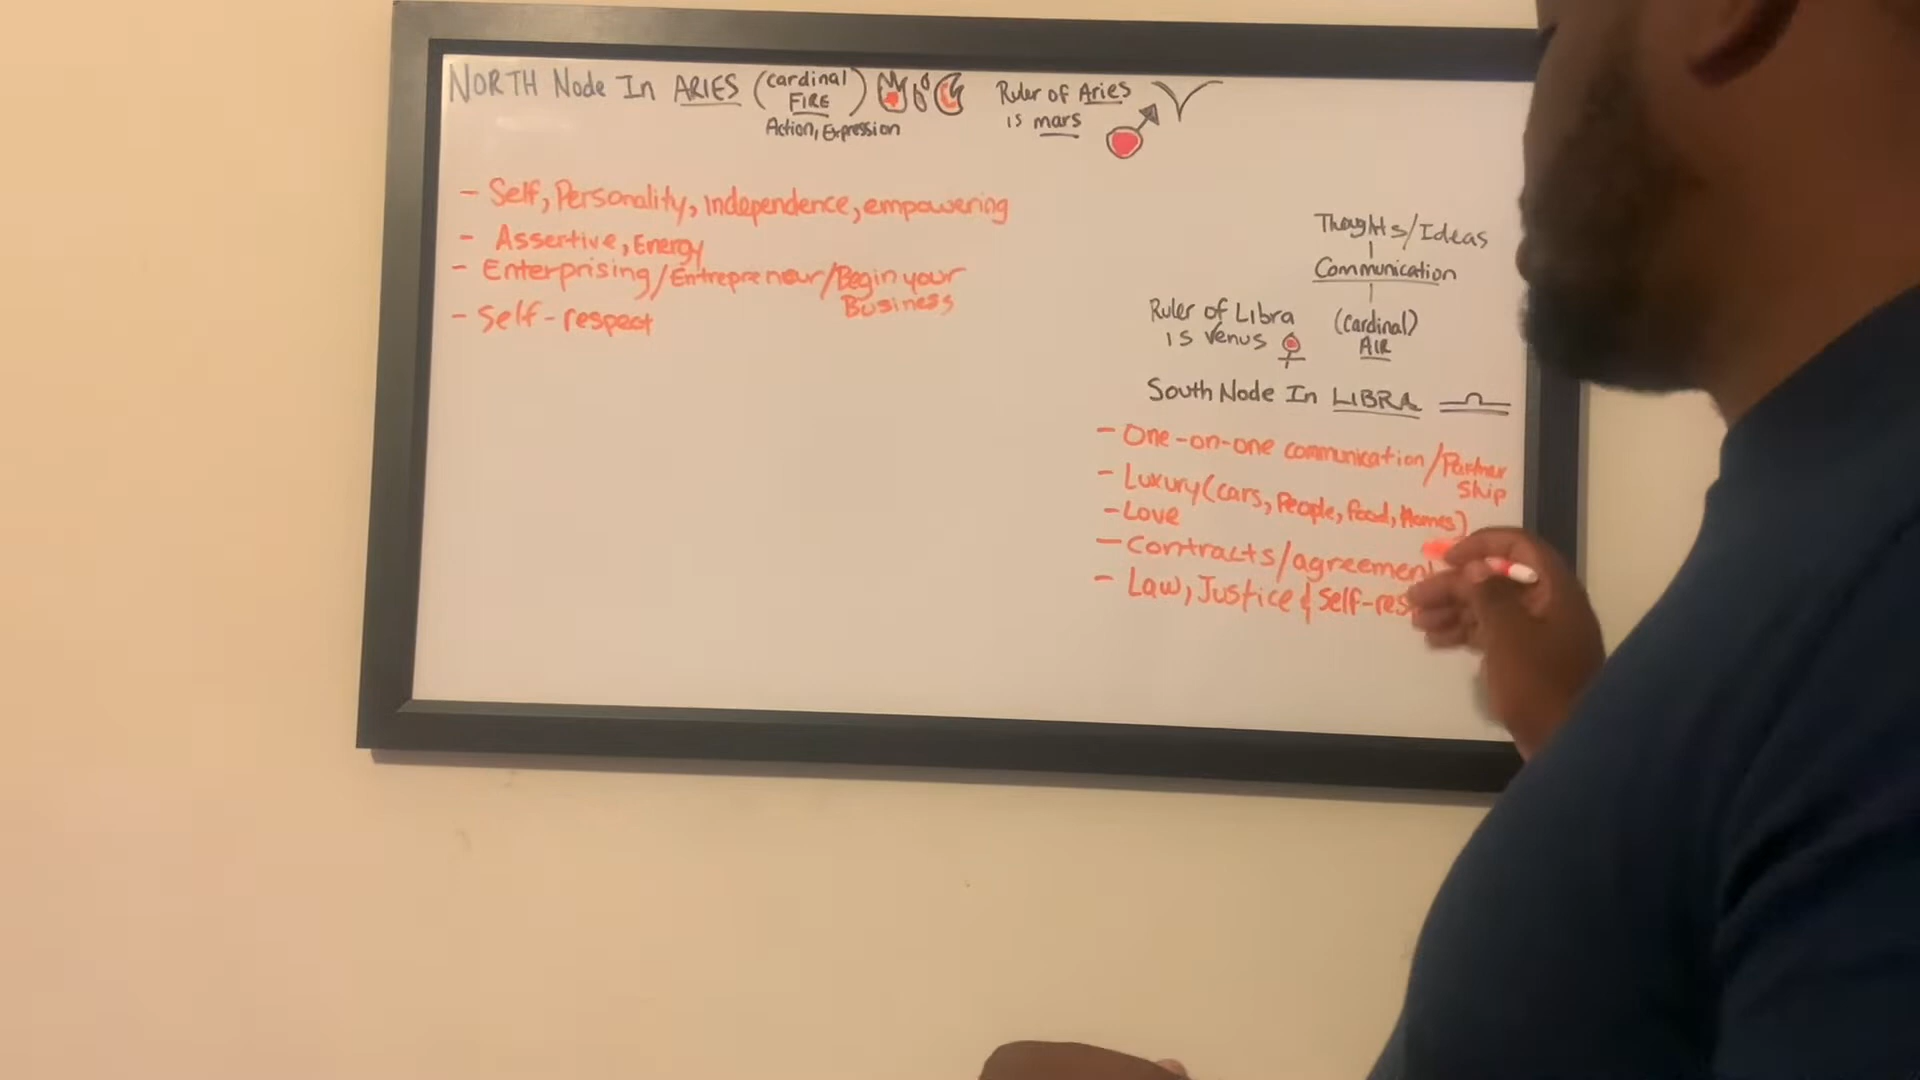 NORTH Node In ARIES (cardinal FIRE)
Action, Expression
Ruler of Aries
is mars
- Self, Personality, Independence, empowering
- Assertive, Energy
- Enterprising/Entrepreneur/Begin your
Business
- Self-respect
Thoughts/Ideas
Communication
(cardinal)
AIR
Ruler of Libra
is Venus
South Node In LIBRA
- One-on-one communication/Partner
Ship
- Luxury (cars, People, food, Homes)
- Love
- Contracts/agreement
- Law, Justice & Self-res